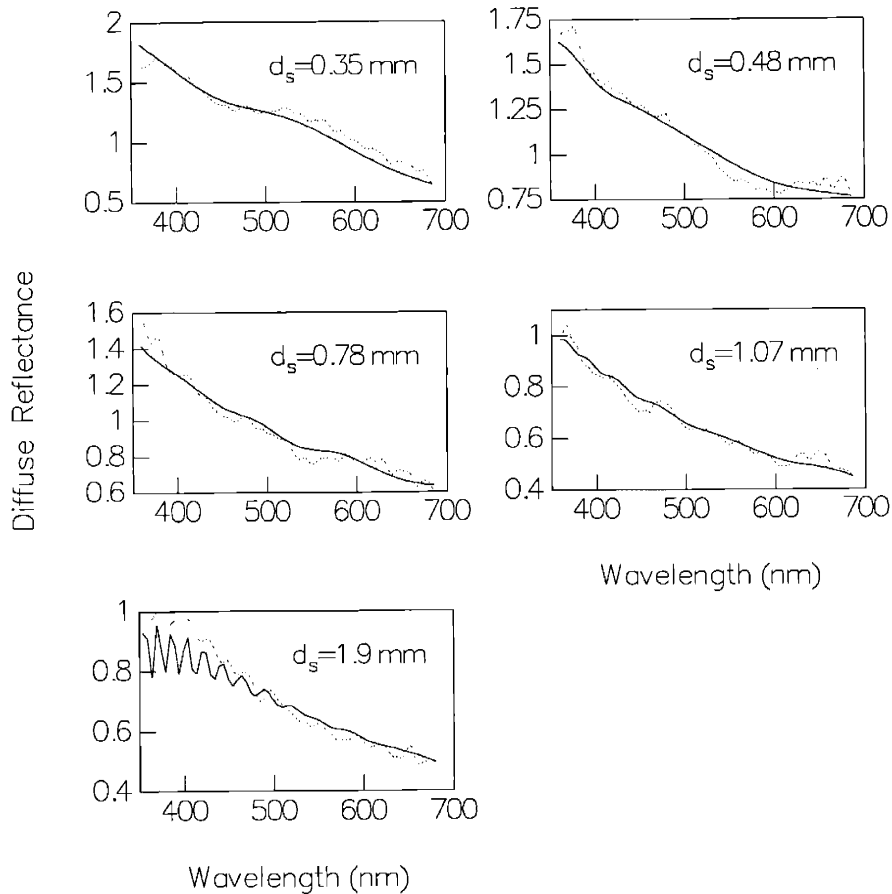 2
1.5
1
0.5
d_s=0.35 mm
400 500 600 700
1.75
1.5
1.25
1
0.75
d_s=0.48 mm
400 500 600 700
Diffuse Reflectance
1.6
1.4
1.2
1
0.8
0.6
d_s=0.78 mm
400 500 600 700
1
0.8
0.6
0.4
d_s=1.07 mm
400 500 600 700
Wavelength (nm)
1
0.8
0.6
0.4
d_s=1.9 mm
400 500 600 700
Wavelength (nm)